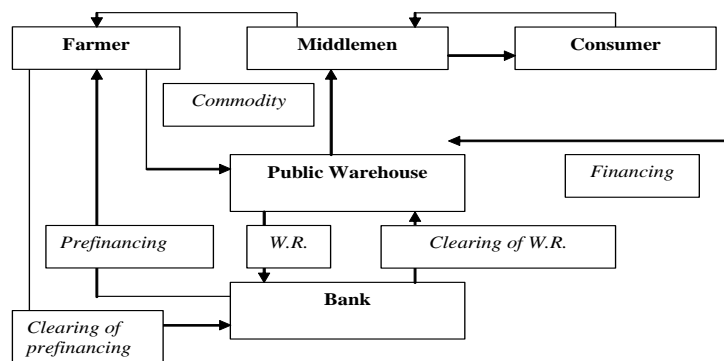 Farmer
Middlemen
Consumer
Commodity
Public Warehouse
Financing
Prefinancing
W.R.
Clearing of W.R.
Bank
Clearing of
prefinancing